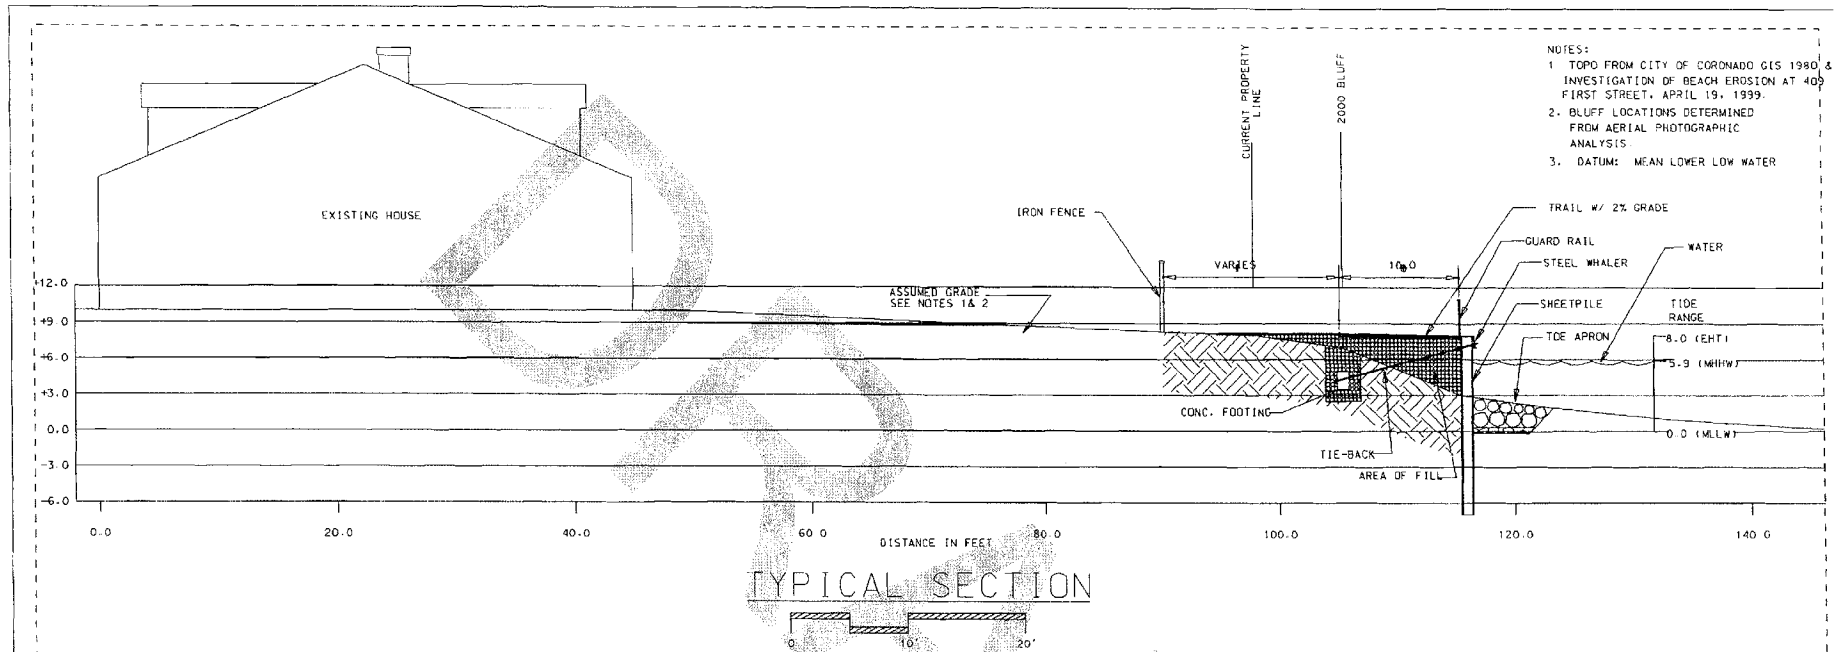 NOTES:
1 TOPO FROM CITY OF CORONADO GIS 1980 &
INVESTIGATION OF BEACH EROSION AT 409
FIRST STREET, APRIL 19, 1999.
2. BLUFF LOCATIONS DETERMINED
FROM AERIAL PHOTOGRAPHIC
ANALYSIS.
3. DATUM: MEAN LOWER LOW WATER
CURRENT PROPERTY
LINE
2000 BLUFF
EXISTING HOUSE
IRON FENCE
TRAIL W/ 2% GRADE
GUARD RAIL
WATER
STEEL WHALER
VARIES
ASSUMED GRADE
SEE NOTES 1& 2
SHEETPILE
TIDE
RANGE
TOE APRON
8.0 (EHT)
5.9 (MHHW)
0.0 (MLLW)
CONC. FOOTING
TIE-BACK
AREA OF FILL
+12.0
+9.0
+6.0
+3.0
0.0
-3.0
-6.0
0.0
20.0
40.0
60.0
80.0
100.0
120.0
140.0
DISTANCE IN FEET
TYPICAL SECTION
0
10'
20'